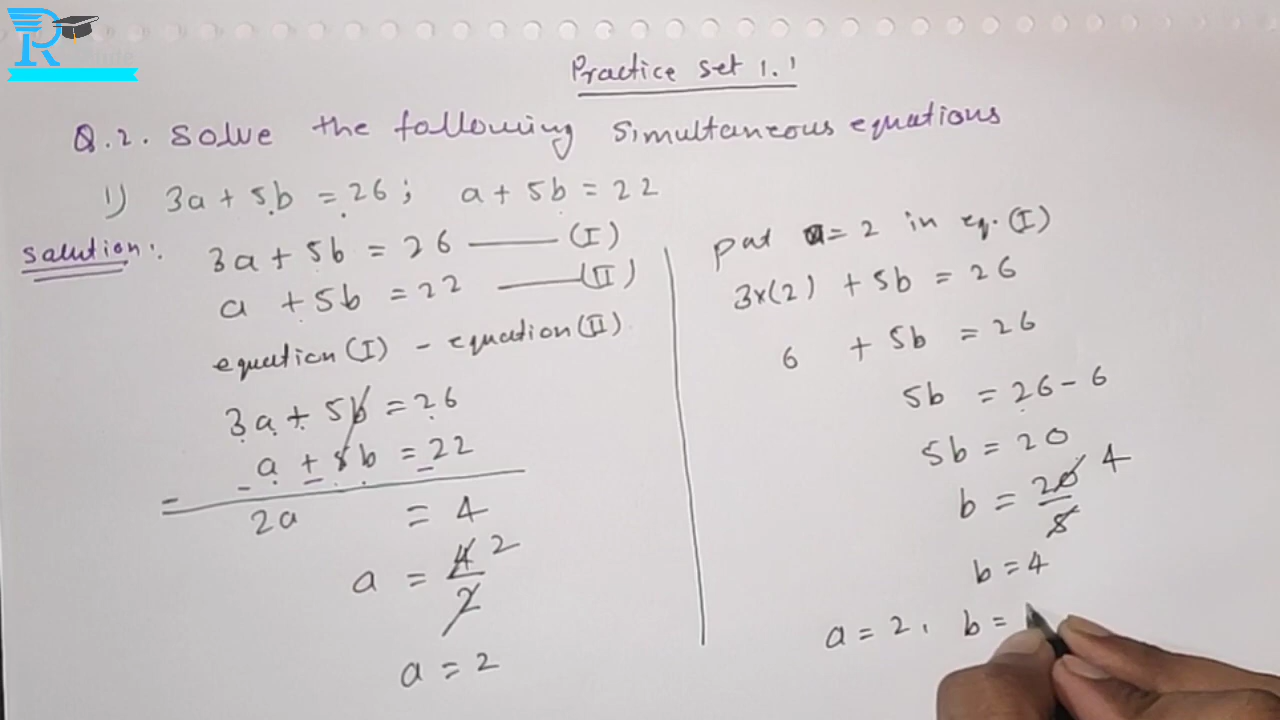 R
Practice set 1.1
Q.2. Solve the following simultaneous equations
1) 3a + 5b = 26 ; a + 5b = 22
Solution:
3a + 5b = 26 —— (I)
a + 5b = 22 —— (II)
equation (I) - equation (II)
3a + 5b = 26
a + 5b = 22
- - -
2a = 4
a = 4/2 2
a = 2
put a = 2 in eq. (I)
3×(2) + 5b = 26
6 + 5b = 26
5b = 26 - 6
5b = 20
b = 20/5 4
b = 4
a = 2, b =